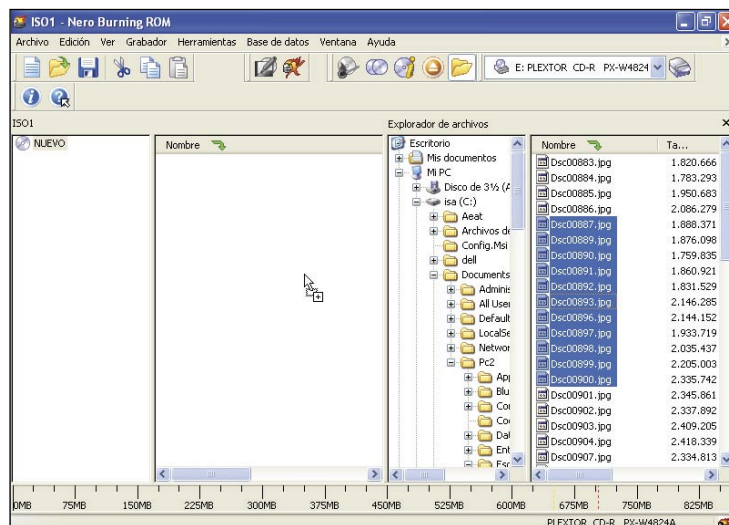 ISO1 - Nero Burning ROM
Archivo Edición Ver Grabador Herramientas Base de datos Ventana Ayuda
E: PLEXTOR CD-R PX-W4824
ISO1
NUEVO
Nombre
Explorador de archivos
Escritorio
Mis documentos
Mi PC
Disco de 3½ (A
isa (C:)
Aeat
Archivos de
Config.Msi
dell
Documents
Adminis
All User
Default
LocalSe
Networ
Pc2
App
Blu
Cor
Coo
Dat
Ent
Esc
Nombre Ta...
Dsc00883.jpg 1.820.666
Dsc00884.jpg 1.783.293
Dsc00885.jpg 1.950.683
Dsc00886.jpg 2.086.279
Dsc00887.jpg 1.888.371
Dsc00889.jpg 1.876.098
Dsc00890.jpg 1.759.835
Dsc00891.jpg 1.860.921
Dsc00892.jpg 1.831.529
Dsc00893.jpg 2.146.285
Dsc00896.jpg 2.144.152
Dsc00897.jpg 1.933.719
Dsc00898.jpg 2.035.437
Dsc00899.jpg 2.205.003
Dsc00900.jpg 2.335.742
Dsc00901.jpg 2.345.861
Dsc00902.jpg 2.337.892
Dsc00903.jpg 2.409.205
Dsc00904.jpg 2.418.339
Dsc00907.jpg 2.334.813
0MB 75MB 150MB 225MB 300MB 375MB 450MB 525MB 600MB 675MB 750MB 825MB
PLEXTOR CD-R PX-W4824A